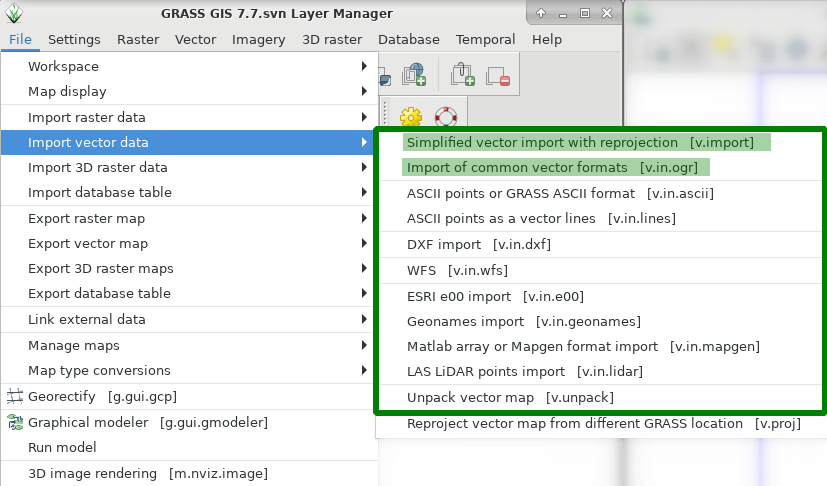 GRASS GIS 7.7.svn Layer Manager
File Settings Raster Vector Imagery 3D raster Database Temporal Help
Workspace
Map display
Import raster data
Import vector data
Import 3D raster data
Import database table
Export raster map
Export vector map
Export 3D raster maps
Export database table
Link external data
Manage maps
Map type conversions
Georectify [g.gui.gcp]
Graphical modeler [g.gui.gmodeler]
Run model
3D image rendering [m.nviz.image]
Simplified vector import with reprojection [v.import]
Import of common vector formats [v.in.ogr]
ASCII points or GRASS ASCII format [v.in.ascii]
ASCII points as a vector lines [v.in.lines]
DXF import [v.in.dxf]
WFS [v.in.wfs]
ESRI e00 import [v.in.e00]
Geonames import [v.in.geonames]
Matlab array or Mapgen format import [v.in.mapgen]
LAS LiDAR points import [v.in.lidar]
Unpack vector map [v.unpack]
Reproject vector map from different GRASS location [v.proj]